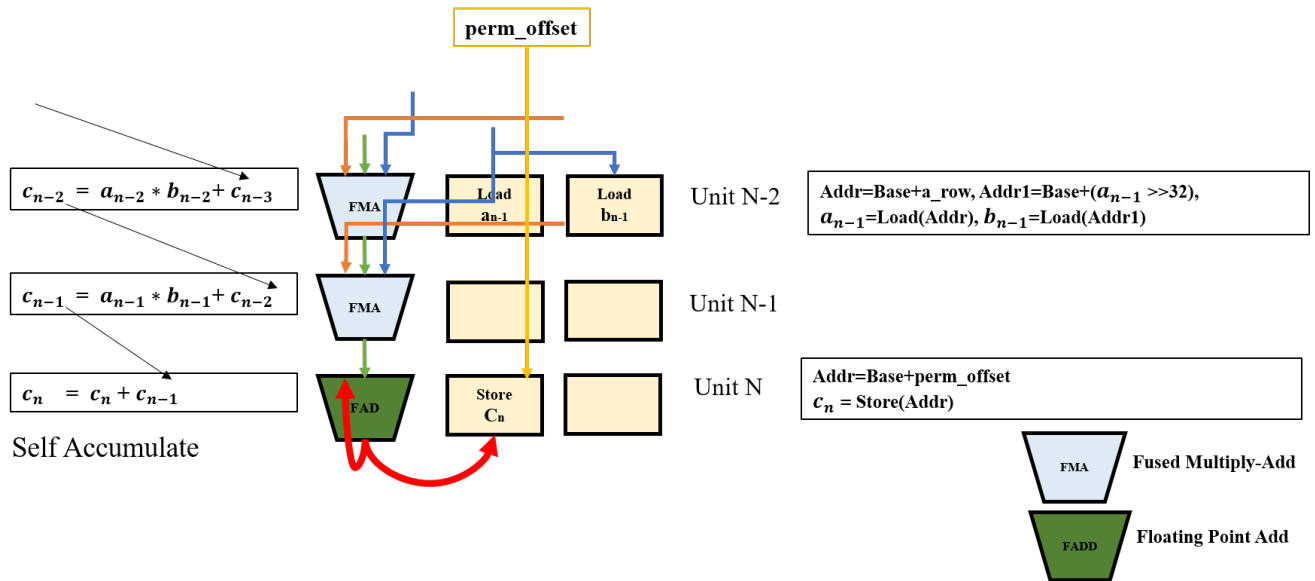 perm_offset
c_{n-2} = a_{n-2} * b_{n-2}+ c_{n-3}
FMA
Load
a_{n-1}
Load
b_{n-1}
Unit N-2
Addr=Base+a_row, Addr1=Base+(a_{n-1} >>32),
a_{n-1}=Load(Addr), b_{n-1}=Load(Addr1)
c_{n-1} = a_{n-1} * b_{n-1}+ c_{n-2}
FMA
Unit N-1
c_n = c_n + c_{n-1}
FAD
Store
C_n
Unit N
Addr=Base+perm_offset
c_n = Store(Addr)
Self Accumulate
FMA
Fused Multiply-Add
FADD
Floating Point Add